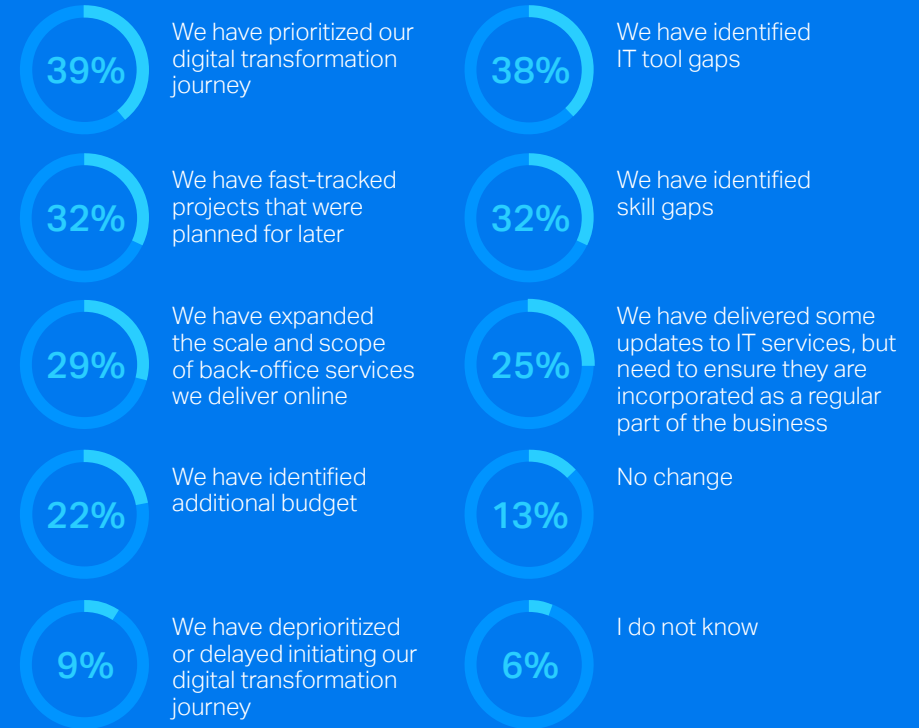 39%
We have prioritized our
digital transformation
journey
38%
We have identified
IT tool gaps
32%
We have fast-tracked
projects that were
planned for later
32%
We have identified
skill gaps
29%
We have expanded
the scale and scope
of back-office services
we deliver online
25%
We have delivered some
updates to IT services, but
need to ensure they are
incorporated as a regular
part of the business
22%
We have identified
additional budget
13%
No change
9%
We have deprioritized
or delayed initiating our
digital transformation
journey
6%
I do not know